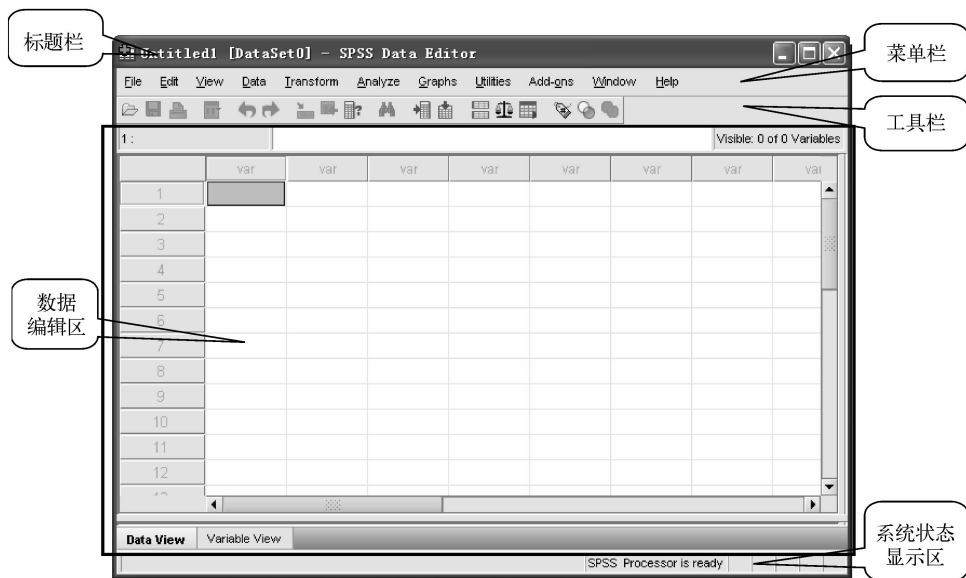 标题栏
Untitled1 [DataSet0] - SPSS Data Editor
菜单栏
File Edit View Data Transform Analyze Graphs Utilities Add-ons Window Help
工具栏
1 :
Visible: 0 of 0 Variables
var var var var var var var var
1
2
3
4
5
数据
编辑区
6
7
8
9
10
11
12
Data View Variable View
系统状态
显示区
SPSS Processor is ready